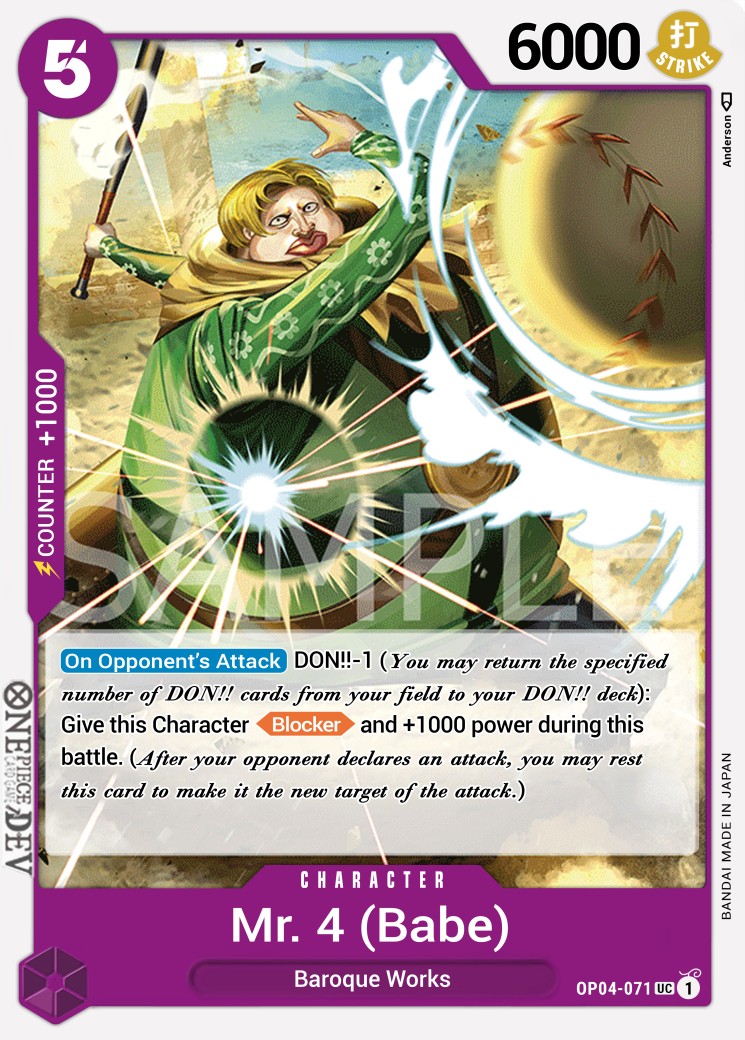 5
6000
打
STRIKE
Anderson
COUNTER +1000
SAMPLE
On Opponent's Attack DON!!-1 (You may return the specified
number of DON!! cards from your field to your DON!! deck):
Give this Character Blocker and +1000 power during this
battle. (After your opponent declares an attack, you may rest
this card to make it the new target of the attack.)
ONE PIECE
CARD GAME
.DEV
BANDAI MADE IN JAPAN
CHARACTER
Mr. 4 (Babe)
Baroque Works
OP04-071 UC 1